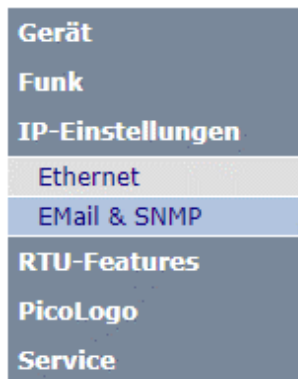 Gerät
Funk
IP-Einstellungen
Ethernet
EMail & SNMP
RTU-Features
PicoLogo
Service